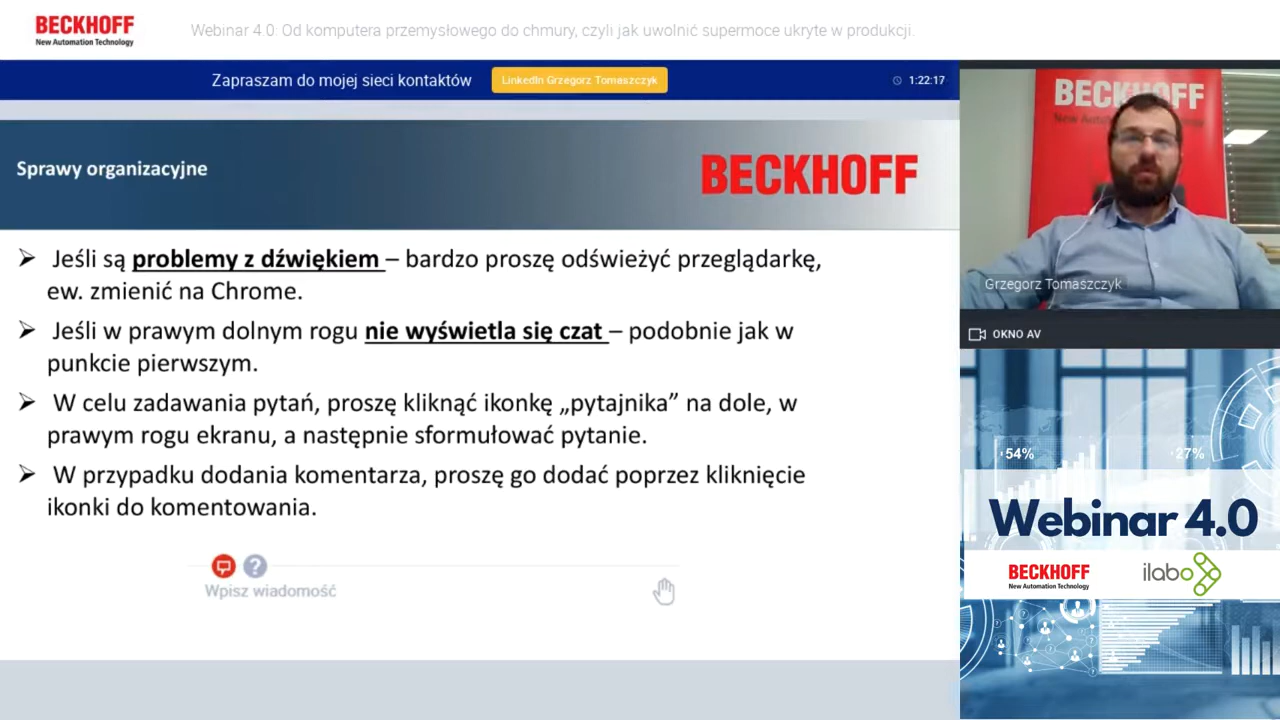 BECKHOFF
New Automation Technology
Webinar 4.0: Od komputera przemysłowego do chmury, czyli jak uwolnić supermoce ukryte w produkcji.
Zapraszam do mojej sieci kontaktów
LinkedIn Grzegorz Tomaszczyk
1:22:17
Sprawy organizacyjne
BECKHOFF
➢ Jeśli są problemy z dźwiękiem – bardzo proszę odświeżyć przeglądarkę,
ew. zmienić na Chrome.
➢ Jeśli w prawym dolnym rogu nie wyświetla się czat – podobnie jak w
punkcie pierwszym.
➢ W celu zadawania pytań, proszę kliknąć ikonkę „pytajnika” na dole, w
prawym rogu ekranu, a następnie sformułować pytanie.
➢ W przypadku dodania komentarza, proszę go dodać poprzez kliknięcie
ikonki do komentowania.
?
Wpisz wiadomość
BECKHOFF
Grzegorz Tomaszczyk
OKNO AV
54%
27%
Webinar 4.0
BECKHOFF
New Automation Technology
ilabo